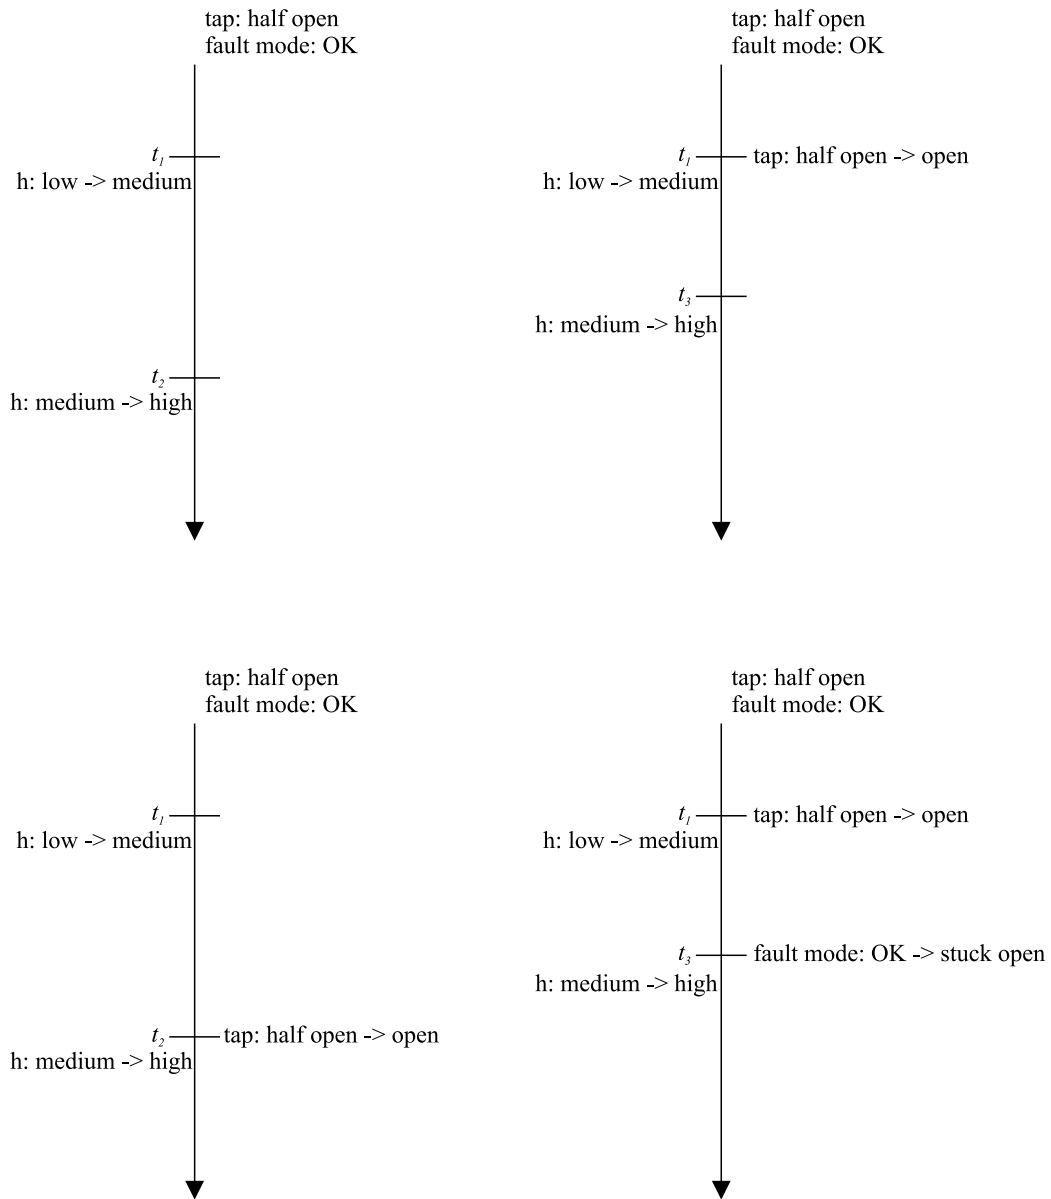 tap: half open
fault mode: OK
t1
h: low -> medium
t2
h: medium -> high
tap: half open
fault mode: OK
t1
tap: half open -> open
h: low -> medium
t3
h: medium -> high
tap: half open
fault mode: OK
t1
h: low -> medium
t2
tap: half open -> open
h: medium -> high
tap: half open
fault mode: OK
t1
tap: half open -> open
h: low -> medium
t3
fault mode: OK -> stuck open
h: medium -> high